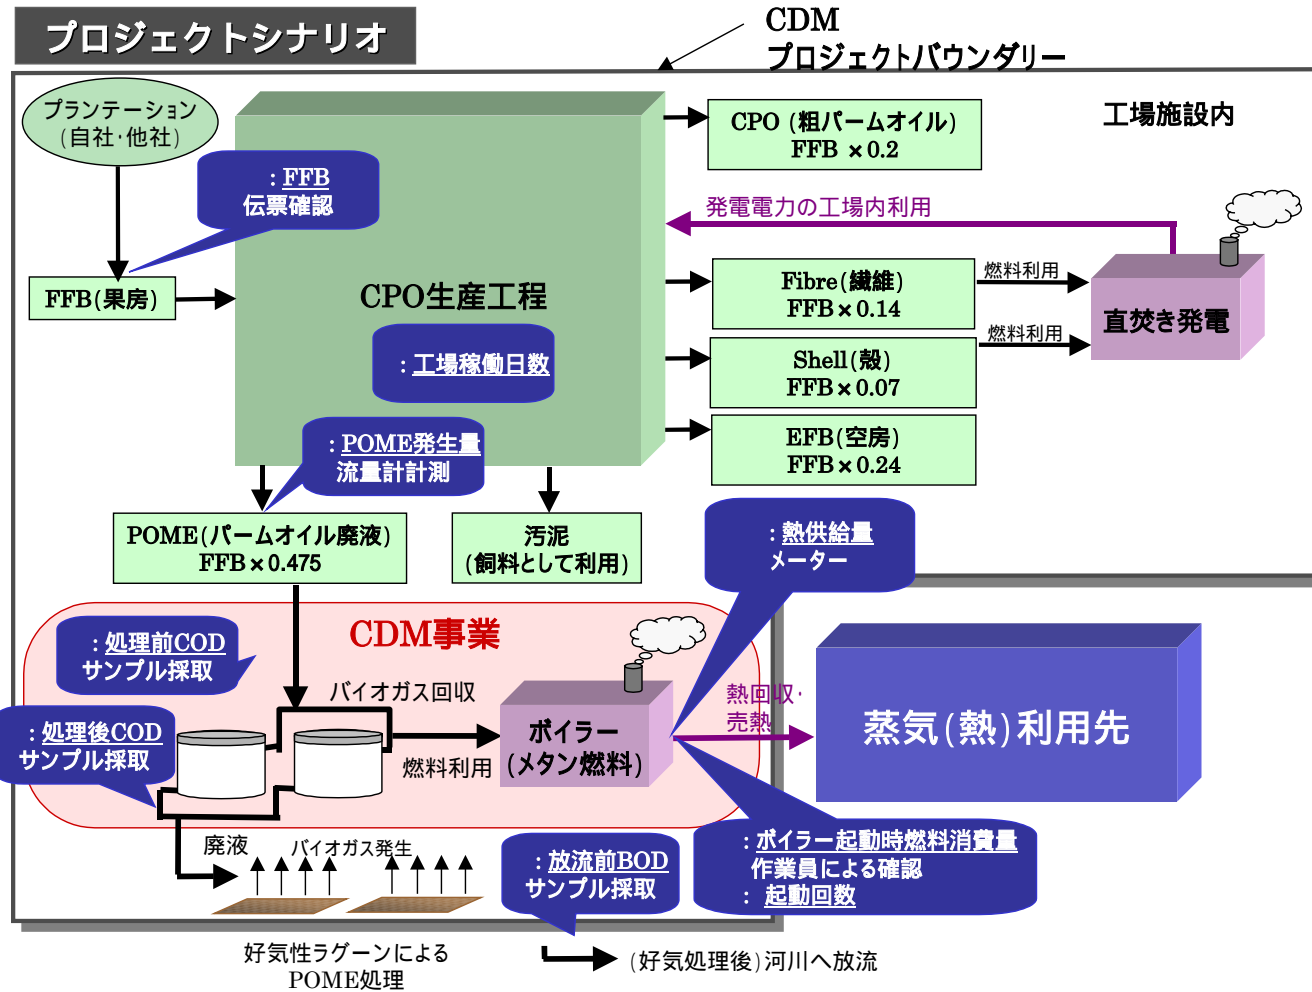 プロジェクトシナリオ
CDM
プロジェクトバウンダリー
プランテーション
(自社･他社)
工場施設内
CPO (粗パームオイル)
FFB ×0.2
: FFB
伝票確認
発電電力の工場内利用
FFB(果房)
CPO生産工程
Fibre(繊維)
FFB×0.14
燃料利用
直焚き発電
燃料利用
: 工場稼働日数
Shell(殻)
FFB×0.07
EFB(空房)
FFB×0.24
: POME発生量
流量計計測
POME(パームオイル廃液)
FFB×0.475
汚泥
(飼料として利用)
: 熱供給量
メーター
CDM事業
: 処理前COD
サンプル採取
バイオガス回収
熱回収･
売熱
: 処理後COD
サンプル採取
ボイラー
(メタン燃料)
蒸気(熱)利用先
燃料利用
廃液
バイオガス発生
: 放流前BOD
サンプル採取
: ボイラー起動時燃料消費量
作業員による確認
: 起動回数
好気性ラグーンによる
POME処理
(好気処理後)河川へ放流